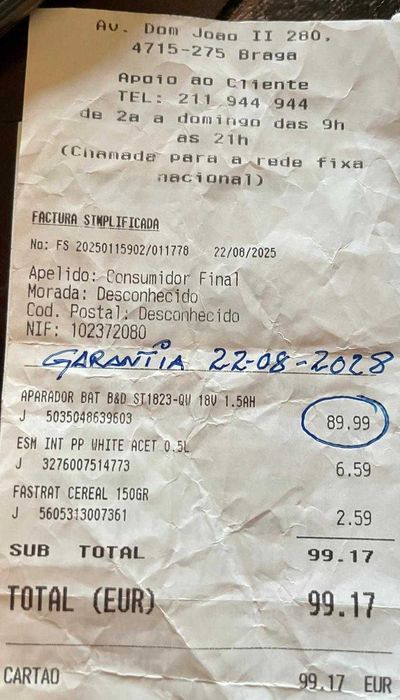 Av. Dom Joao II 280,
4715-275 Braga
Apoio ao Cliente
TEL: 211 944 944
de 2a a domingo das 9h
as 21h
(Chamada para a rede fixa
nacional)
FACTURA SIMPLIFICADA
No: FS 20250115902/011778 22/08/2025
Apelido: Consumidor Final
Morada: Desconhecido
Cod. Postal: Desconhecido
NIF: 102372080
GARANTIA 22-08-2028
APARADOR BAT B&D ST1823-QW 18V 1.5AH
J 5035048639603 89.99
ESM INT PP WHITE ACET 0.5L
J 3276007514773 6.59
FASTRAT CEREAL 150GR
J 5605313007361 2.59
SUB TOTAL 99.17
TOTAL (EUR) 99.17
CARTAO 99.17 EUR